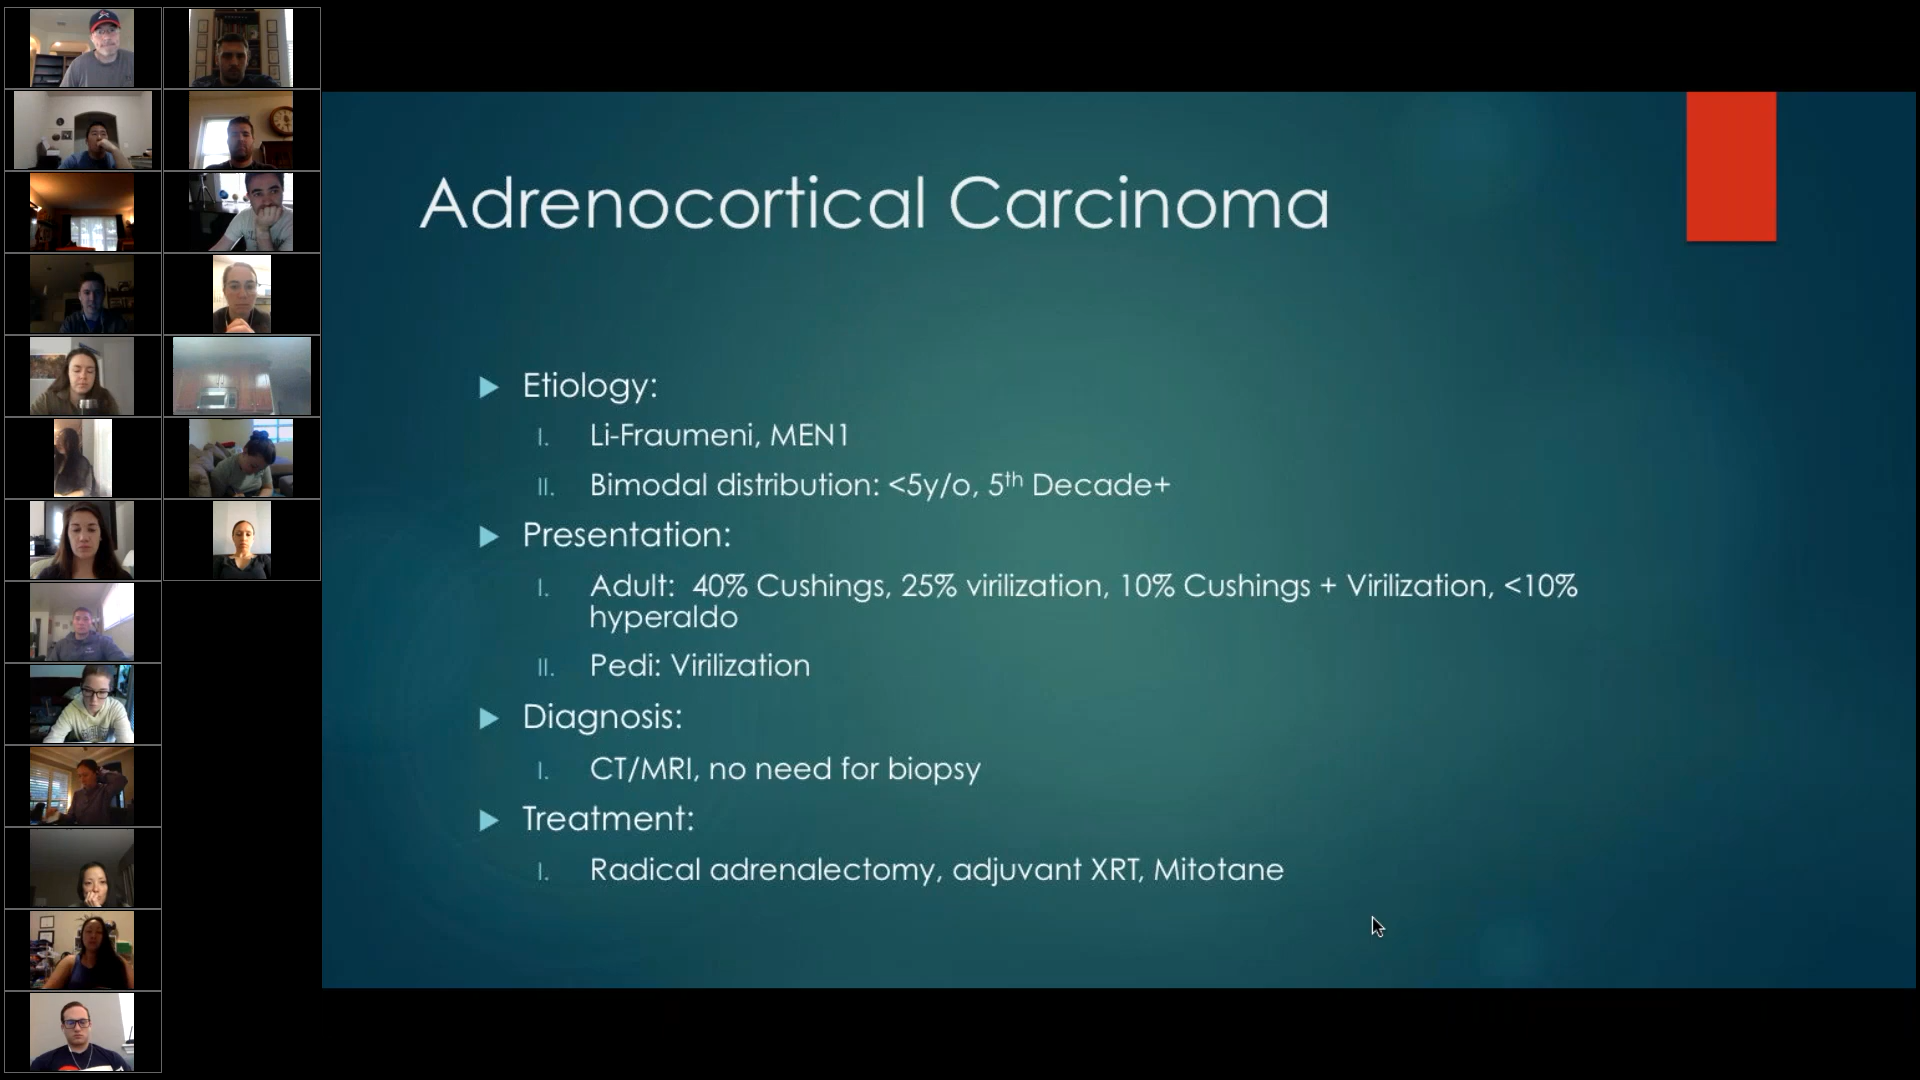 Adrenocortical Carcinoma
Etiology:
I. Li-Fraumeni, MEN1
II. Bimodal distribution: <5y/o, 5th Decade+
Presentation:
I. Adult: 40% Cushings, 25% virilization, 10% Cushings + Virilization, <10%
hyperaldo
II. Pedi: Virilization
Diagnosis:
I. CT/MRI, no need for biopsy
Treatment:
I. Radical adrenalectomy, adjuvant XRT, Mitotane